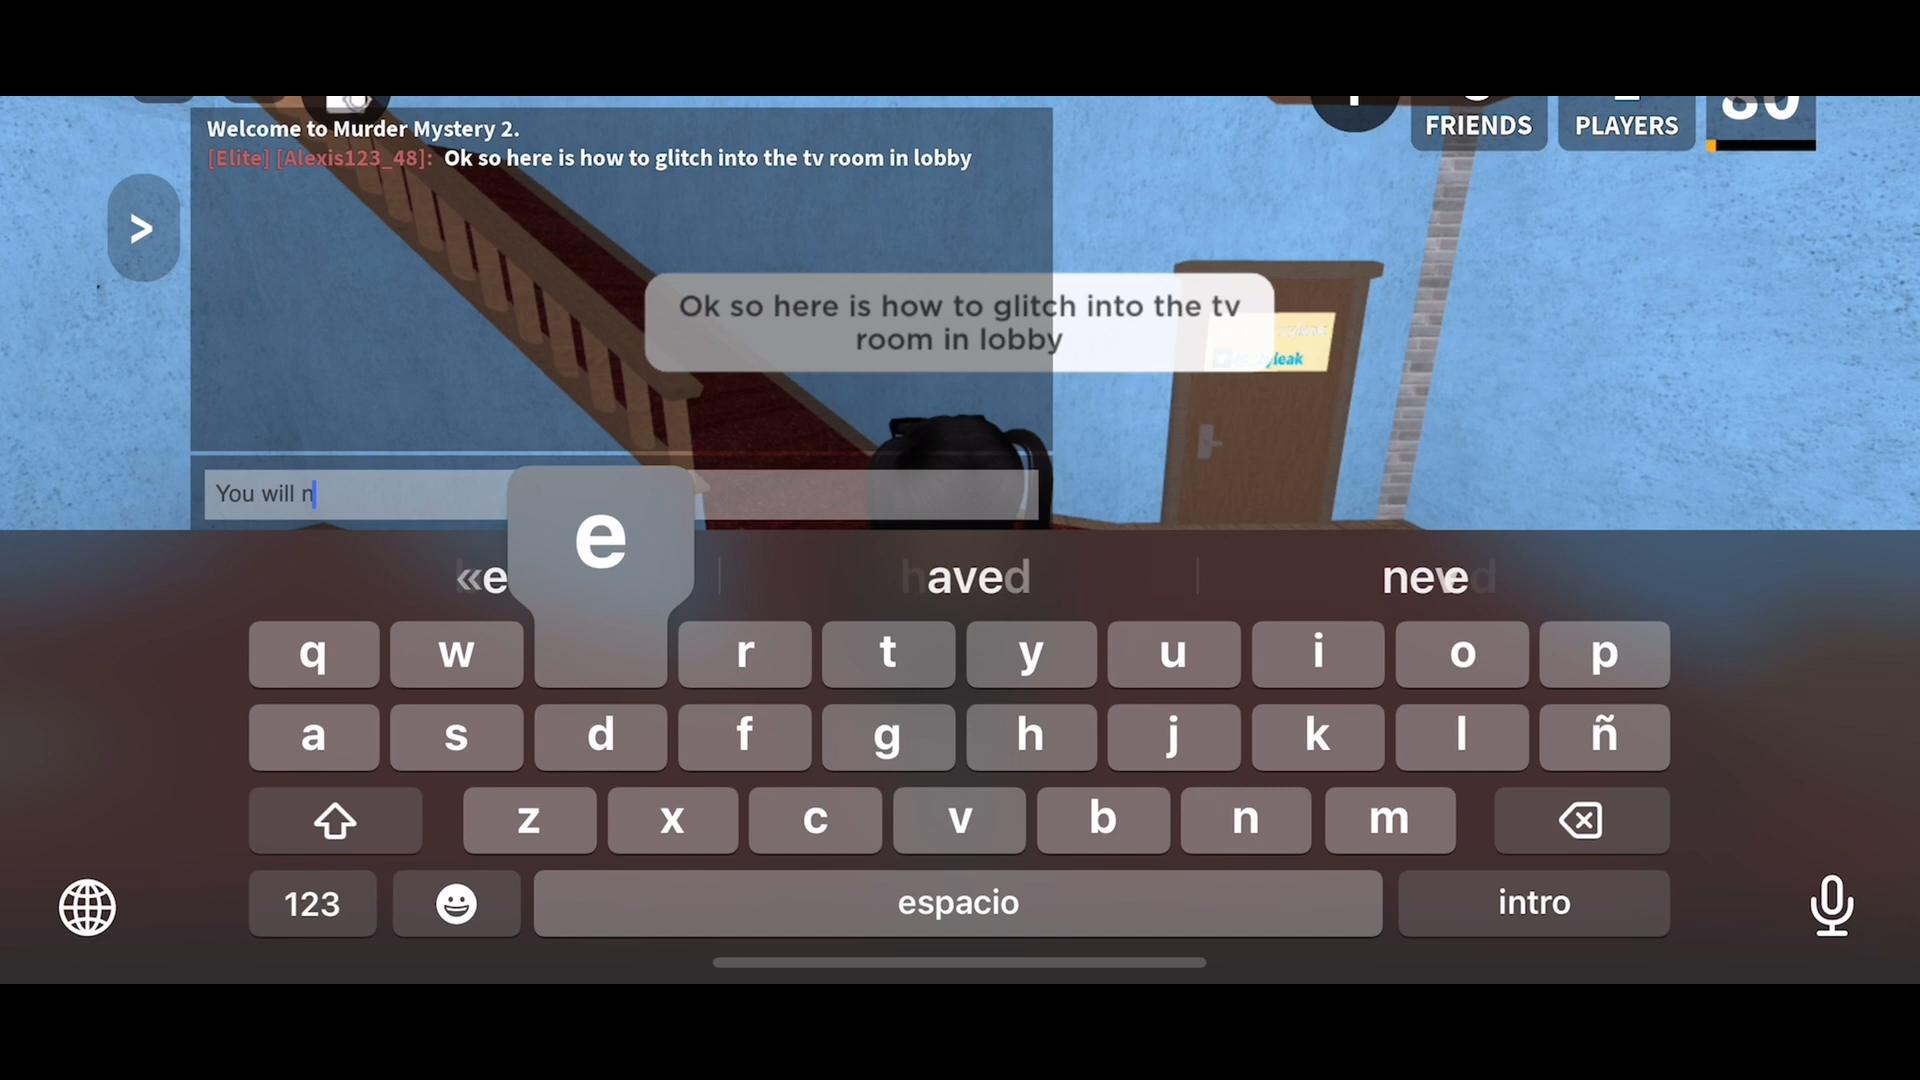 FRIENDS
PLAYERS
80
Welcome to Murder Mystery 2.
[Elite] [Alexis123_48]: Ok so here is how to glitch into the tv room in lobby
>
Ok so here is how to glitch into the tv
room in lobby
You will n
e
q w r t y u i o p
a s d f g h j k l ñ
z x c v b n m
123 espacio intro